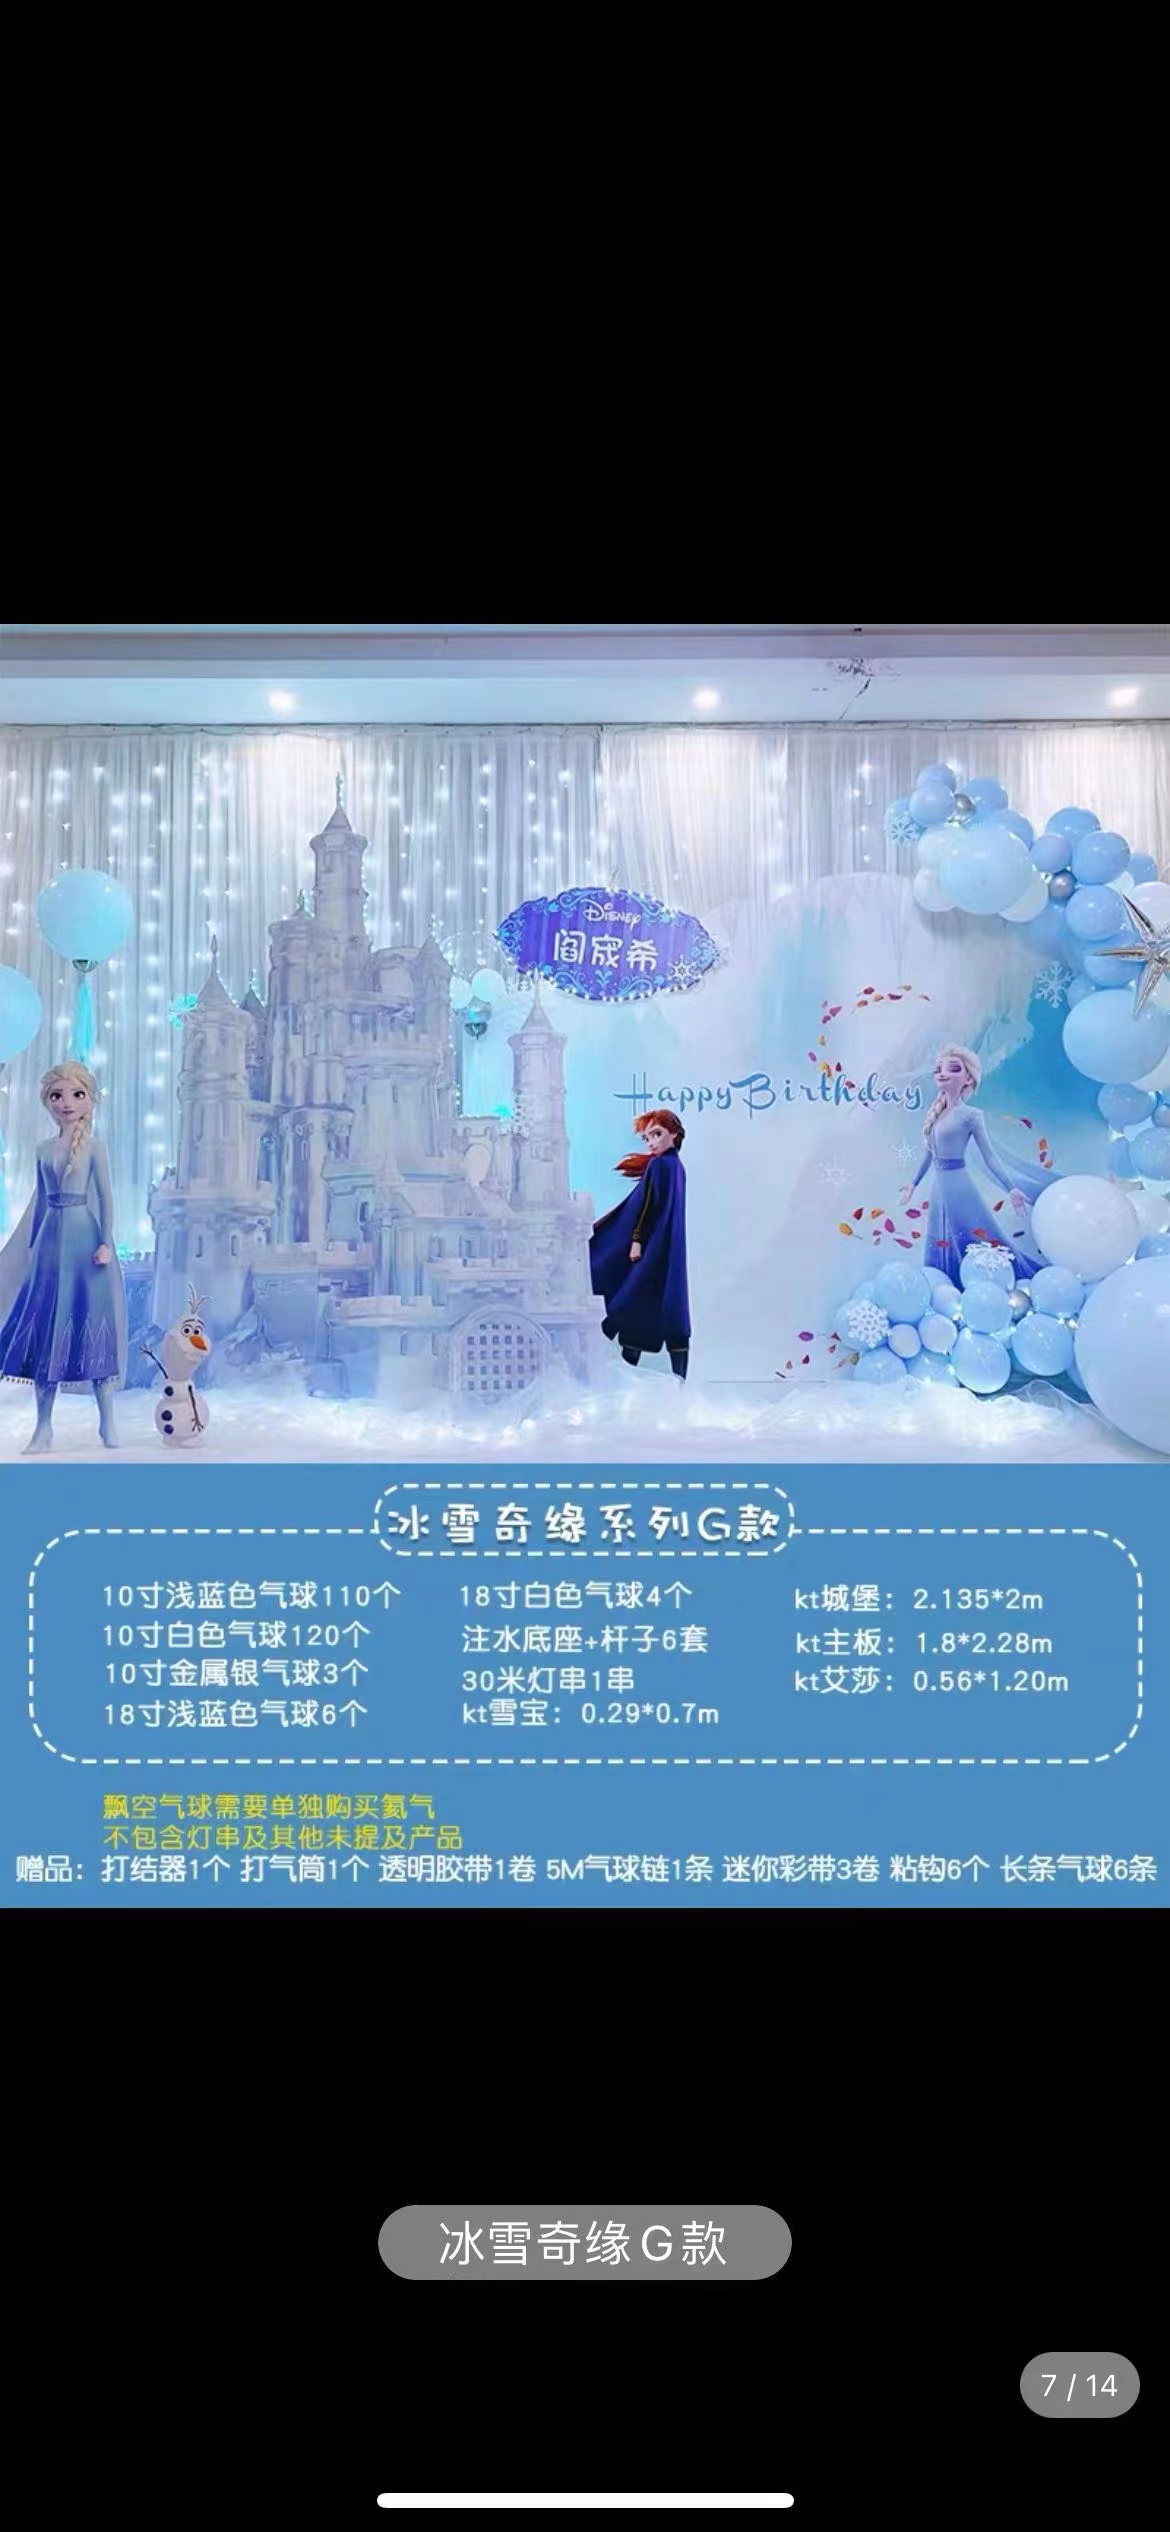 Disney
阎宬希
Happy Birthday
冰雪奇缘系列G款
10寸浅蓝色气球110个
10寸白色气球120个
10寸金属银气球3个
18寸浅蓝色气球6个
18寸白色气球4个
注水底座+杆子6套
30米灯串1串
kt雪宝：0.29*0.7m
kt城堡：2.135*2m
kt主板：1.8*2.28m
kt艾莎：0.56*1.20m
飘空气球需要单独购买氦气
不包含灯串及其他未提及产品
赠品：打结器1个 打气筒1个 透明胶带1卷 5M气球链1条 迷你彩带3卷 粘钩6个 长条气球6条
冰雪奇缘G款
7 / 14